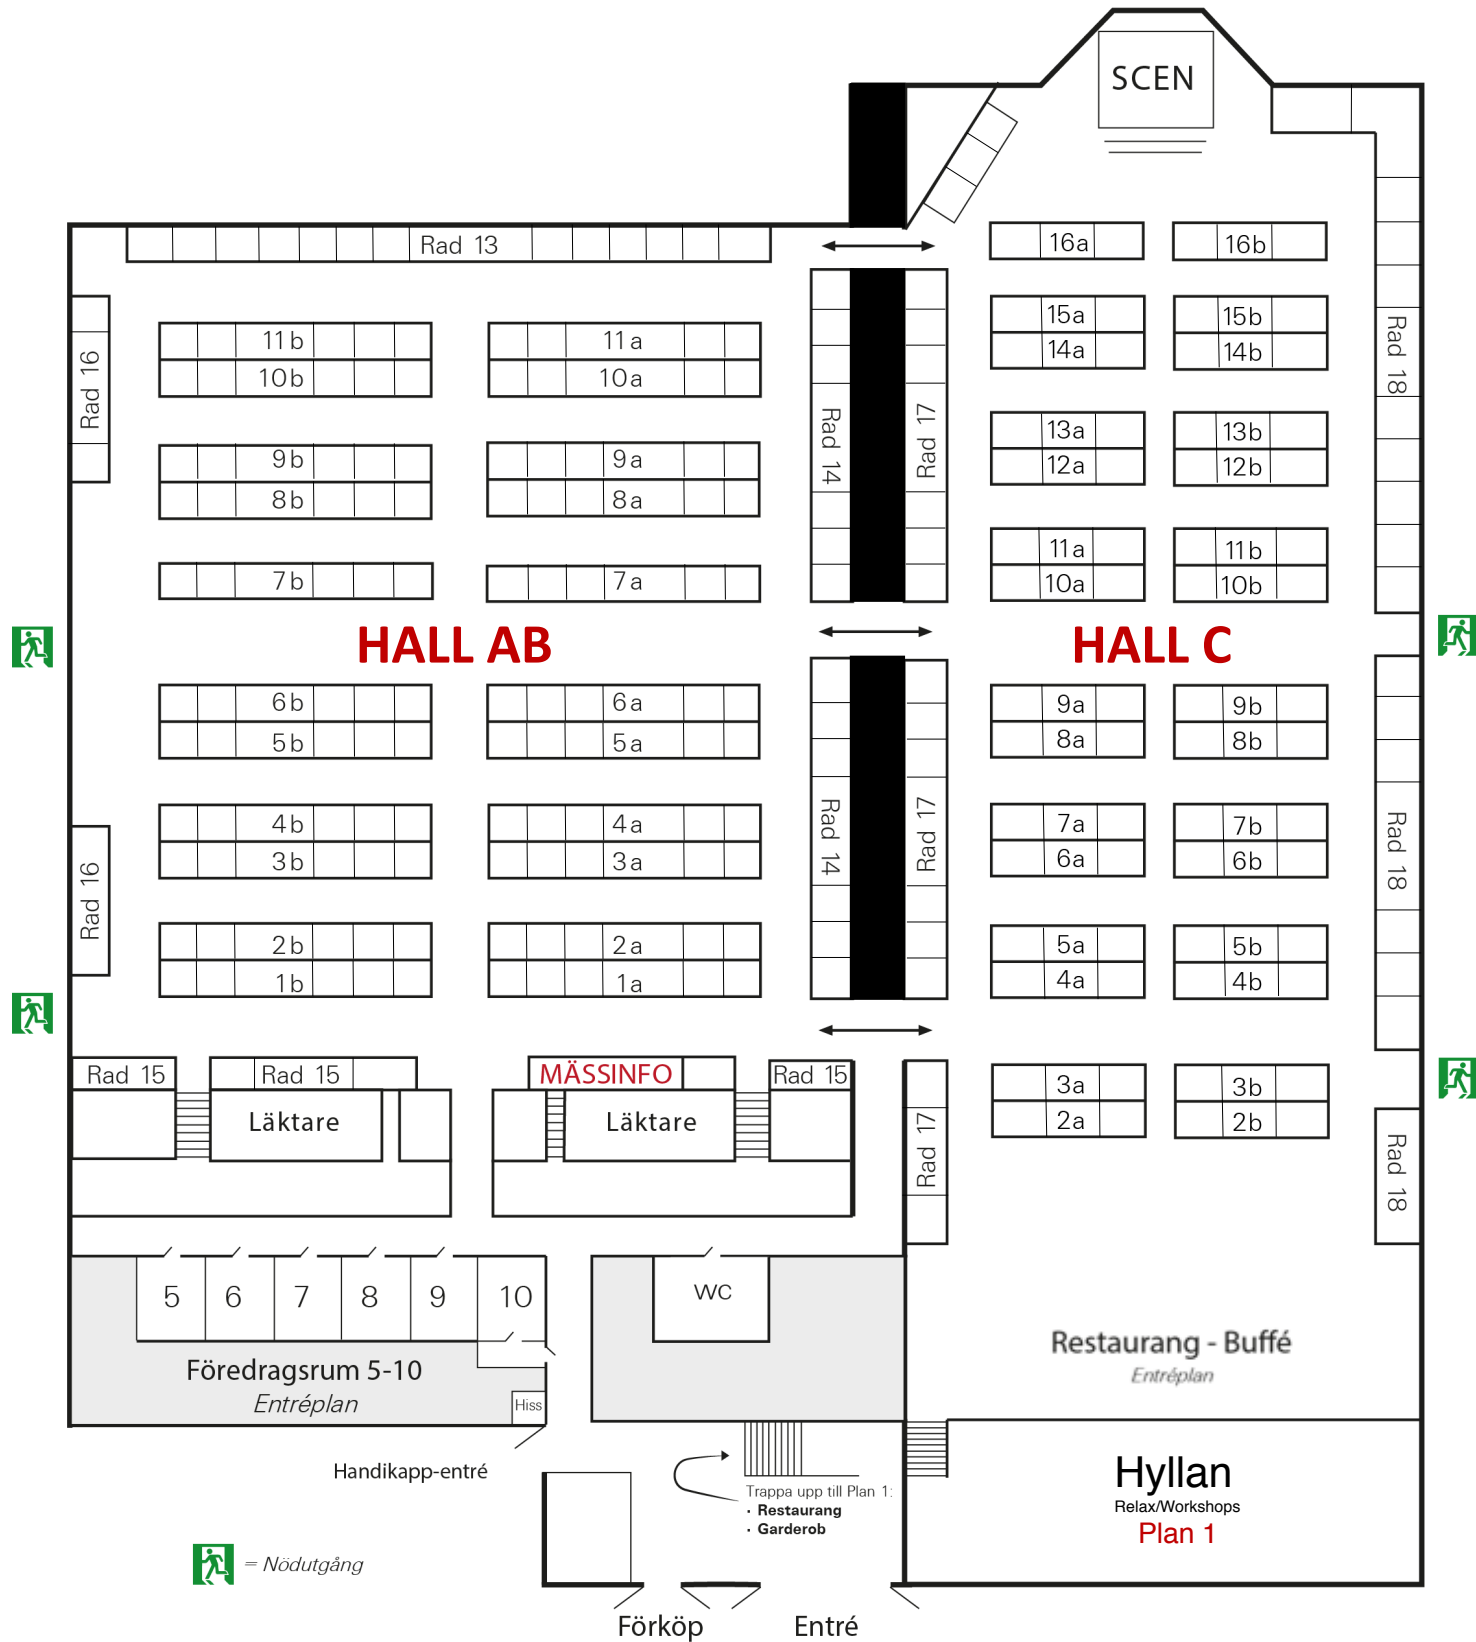 SCEN
Rad 13
16a
16b
Rad 16
11b
11a
10b
10a
Rad 14
Rad 17
15a
15b
14a
14b
Rad 18
9b
9a
8b
8a
13a
13b
12a
12b
7b
7a
11a
11b
10a
10b
HALL AB
HALL C
6b
6a
5b
5a
9a
9b
8a
8b
Rad 16
4b
4a
3b
3a
Rad 14
Rad 17
7a
7b
6a
6b
Rad 18
2b
2a
1b
1a
5a
5b
4a
4b
Rad 15
Rad 15
MÄSSINFO
Rad 15
3a
3b
2a
2b
Läktare
Läktare
Rad 17
Rad 18
5
6
7
8
9
10
WC
Föredragsrum 5-10
Entréplan
Hiss
Restaurang - Buffé
Entréplan
Handikapp-entré
Trappa upp till Plan 1:
· Restaurang
· Garderob
Hyllan
Relax/Workshops
Plan 1
= Nödutgång
Förköp
Entré